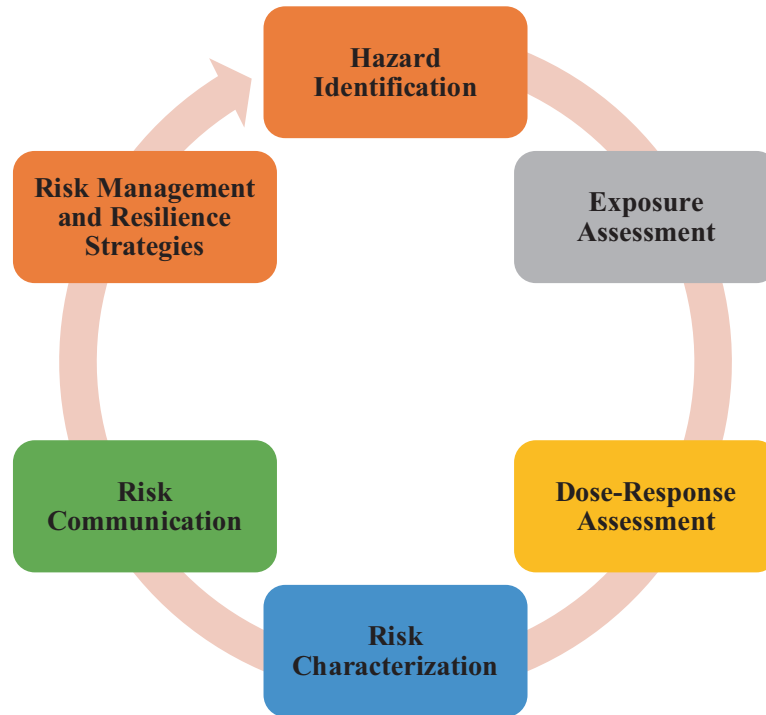 Hazard
Identification
Exposure
Assessment
Dose-Response
Assessment
Risk
Characterization
Risk
Communication
Risk Management
and Resilience
Strategies